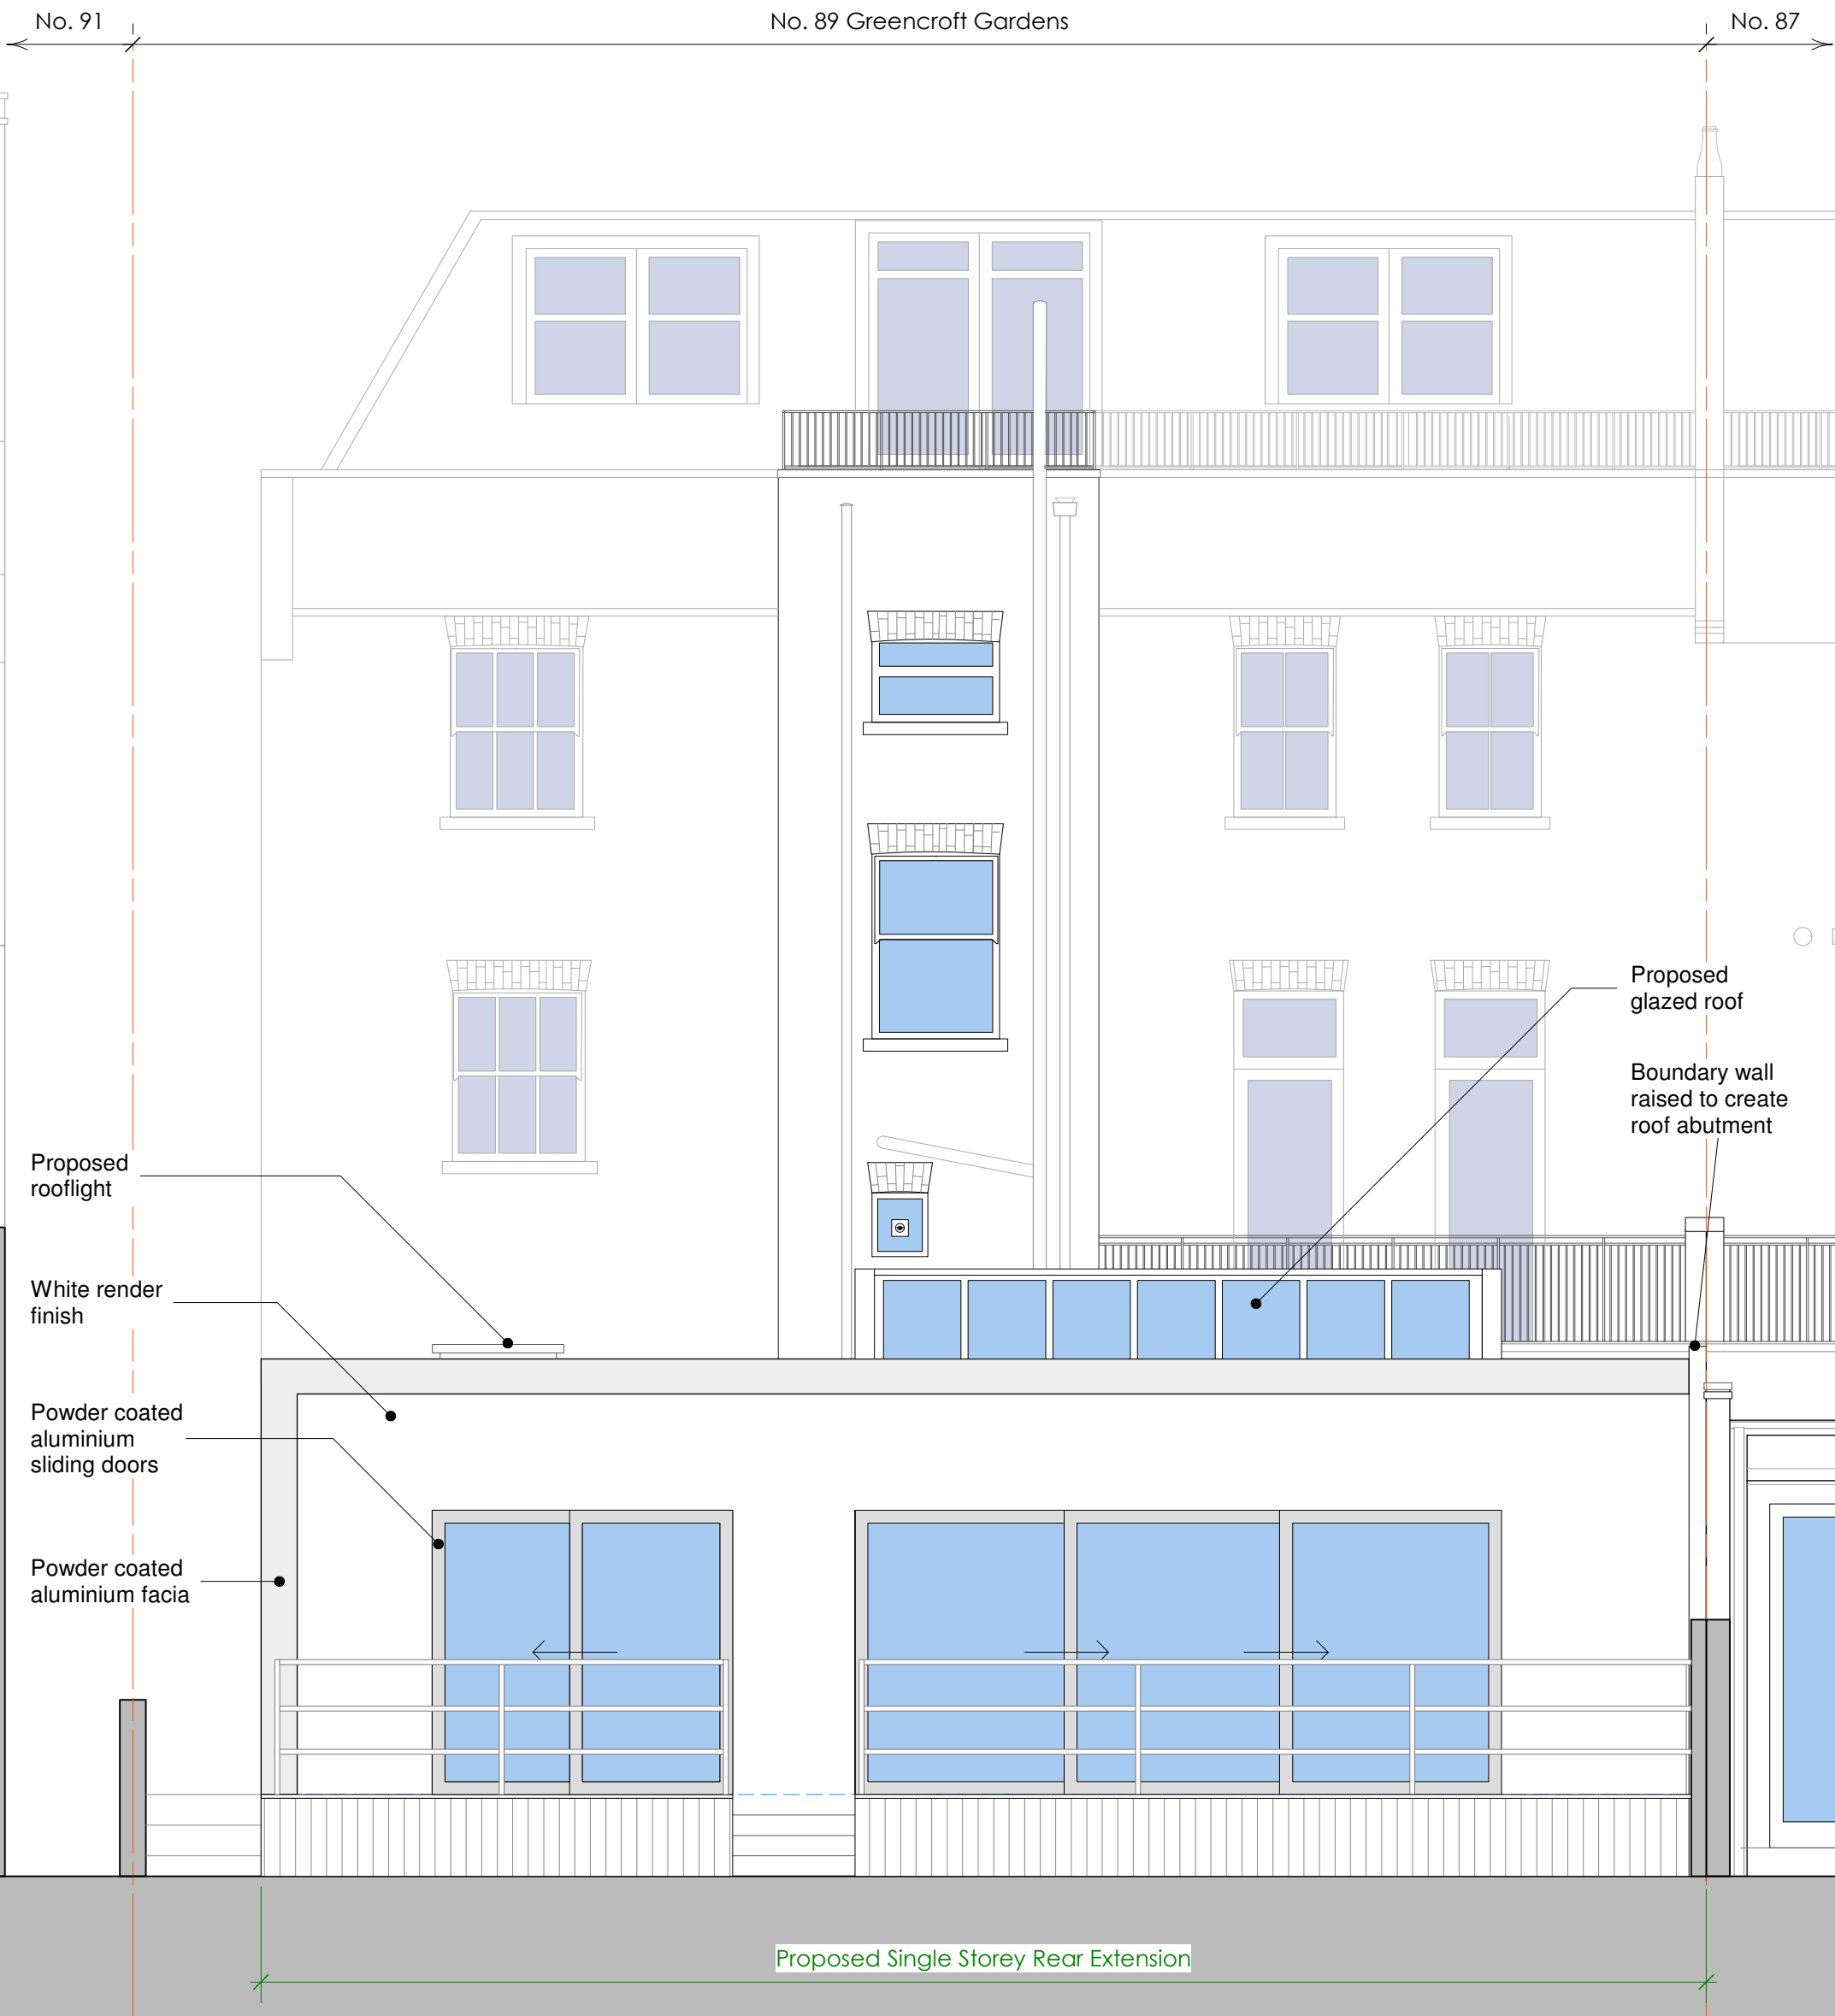 No. 91
No. 89 Greencroft Gardens
No. 87
Proposed
glazed roof
Boundary wall
raised to create
roof abutment
Proposed
rooflight
White render
finish
Powder coated
aluminium
sliding doors
Powder coated
aluminium facia
Proposed Single Storey Rear Extension